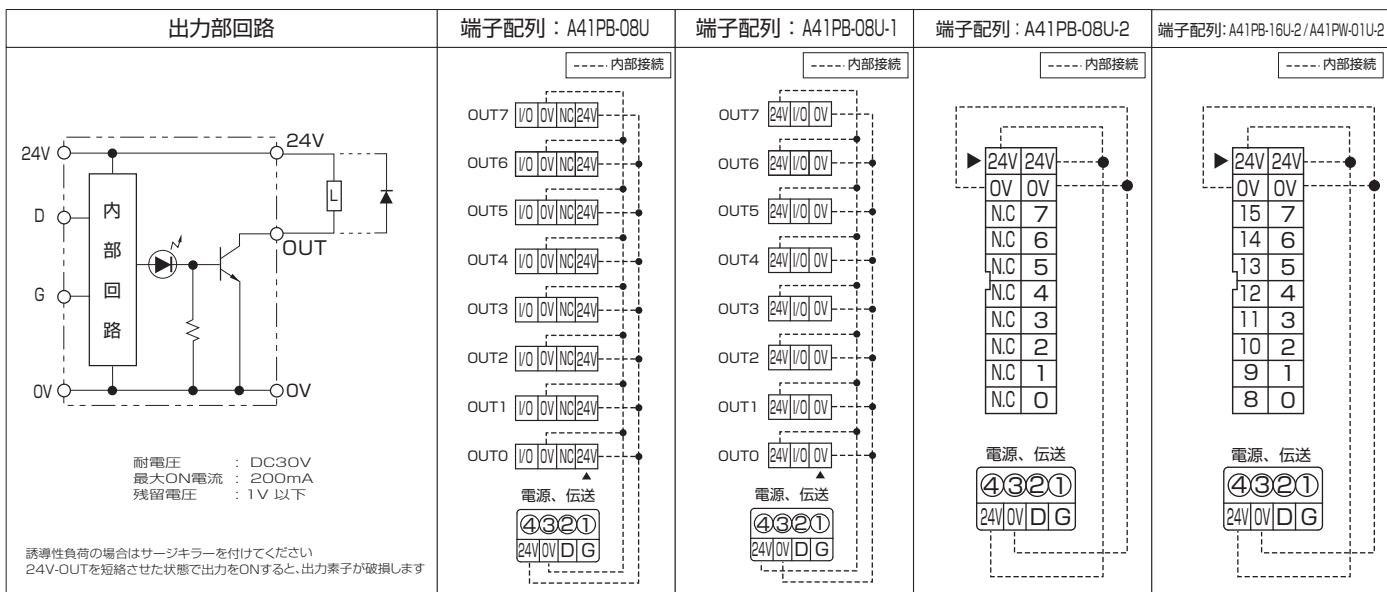 出力部回路
端子配列：A41PB-08U
端子配列：A41PB-08U-1
端子配列：A41PB-08U-2
端子配列:A41PB-16U-2/A41PW-01U-2
24V
D
G
0V
内部回路
24V
L
OUT
0V
耐電圧 : DC30V
最大ON電流 : 200mA
残留電圧 : 1V 以下
誘導性負荷の場合はサージキラーを付けてください
24V-OUTを短絡させた状態で出力をONすると、出力素子が破損します
内部接続
OUT7 I/O 0V NC 24V
OUT6 I/O 0V NC 24V
OUT5 I/O 0V NC 24V
OUT4 I/O 0V NC 24V
OUT3 I/O 0V NC 24V
OUT2 I/O 0V NC 24V
OUT1 I/O 0V NC 24V
OUT0 I/O 0V NC 24V
電源、伝送
④③②①
24V 0V D G
内部接続
OUT7 24V I/O 0V
OUT6 24V I/O 0V
OUT5 24V I/O 0V
OUT4 24V I/O 0V
OUT3 24V I/O 0V
OUT2 24V I/O 0V
OUT1 24V I/O 0V
OUT0 24V I/O 0V
電源、伝送
④③②①
24V 0V D G
内部接続
24V 24V
0V 0V
N.C 7
N.C 6
N.C 5
N.C 4
N.C 3
N.C 2
N.C 1
N.C 0
電源、伝送
④③②①
24V 0V D G
内部接続
24V 24V
0V 0V
15 7
14 6
13 5
12 4
11 3
10 2
9 1
8 0
電源、伝送
④③②①
24V 0V D G